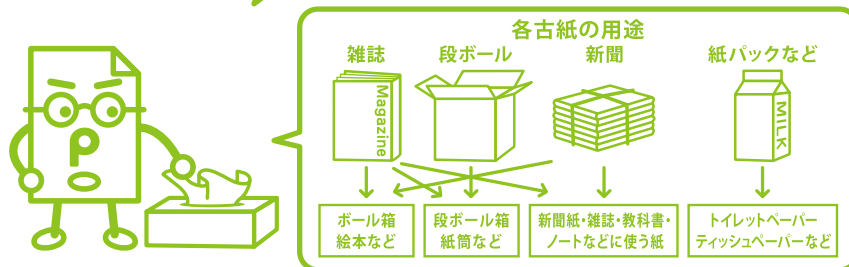 各古紙の用途
雑誌
段ボール
新聞
紙パックなど
Magazine
MILK
P
ボール箱
絵本など
段ボール箱
紙筒など
新聞紙・雑誌・教科書・
ノートなどに使う紙
トイレットペーパー
ティッシュペーパーなど